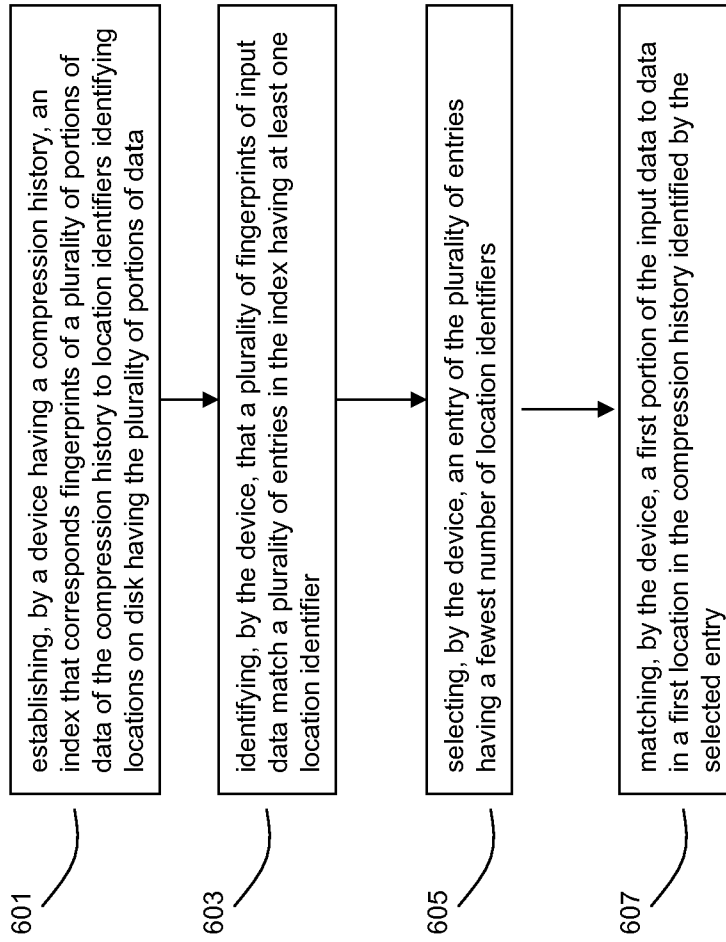 601
establishing, by a device having a compression history, an
index that corresponds fingerprints of a plurality of portions of
data of the compression history to location identifiers identifying
locations on disk having the plurality of portions of data
603
identifying, by the device, that a plurality of fingerprints of input
data match a plurality of entries in the index having at least one
location identifier
605
selecting, by the device, an entry of the plurality of entries
having a fewest number of location identifiers
607
matching, by the device, a first portion of the input data to data
in a first location in the compression history identified by the
selected entry